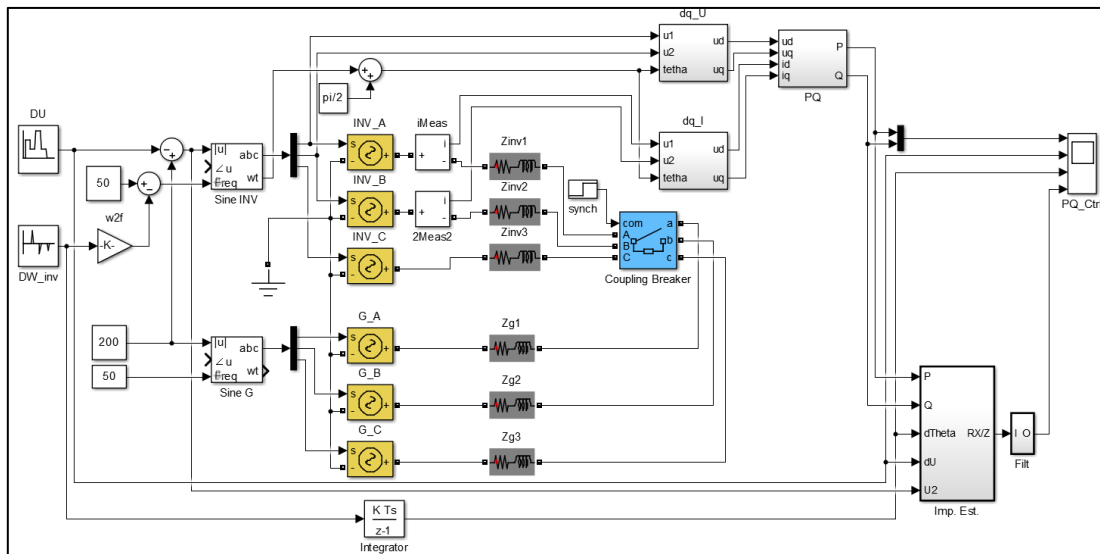 dq_U
u1
u2
tetha
ud
uq
ud
uq
id
iq
P
Q
PQ
pi/2
DU
INV_A
s
-
+
iMeas
i
+
-
dq_I
u1
u2
tetha
ud
uq
|u|
∠u
freq
abc
wt
Sine INV
50
w2f
-K-
DW_inv
INV_B
s
-
+
i
+
-
2Meas2
INV_C
s
-
+
Zinv1
Zinv2
Zinv3
synch
com
A
B
C
a
b
c
Coupling Breaker
PQ_Ctrl
200
50
|u|
∠u
freq
abc
wt
Sine G
G_A
s
-
+
G_B
s
-
+
G_C
s
-
+
Zg1
Zg2
Zg3
P
Q
dTheta
dU
U2
RX/Z
Imp. Est.
I O
Filt
K Ts
z-1
Integrator